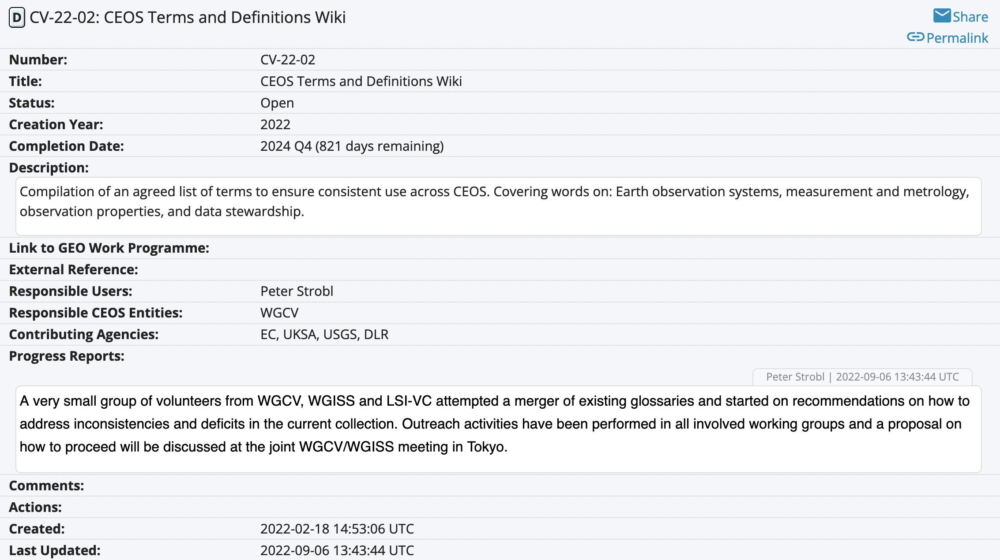 D CV-22-02: CEOS Terms and Definitions Wiki
Share
Permalink
Number: CV-22-02
Title: CEOS Terms and Definitions Wiki
Status: Open
Creation Year: 2022
Completion Date: 2024 Q4 (821 days remaining)
Description:
Compilation of an agreed list of terms to ensure consistent use across CEOS. Covering words on: Earth observation systems, measurement and metrology,
observation properties, and data stewardship.
Link to GEO Work Programme:
External Reference:
Responsible Users: Peter Strobl
Responsible CEOS Entities: WGCV
Contributing Agencies: EC, UKSA, USGS, DLR
Progress Reports:
Peter Strobl | 2022-09-06 13:43:44 UTC
A very small group of volunteers from WGCV, WGISS and LSI-VC attempted a merger of existing glossaries and started on recommendations on how to
address inconsistencies and deficits in the current collection. Outreach activities have been performed in all involved working groups and a proposal on
how to proceed will be discussed at the joint WGCV/WGISS meeting in Tokyo.
Comments:
Actions:
Created: 2022-02-18 14:53:06 UTC
Last Updated: 2022-09-06 13:43:44 UTC